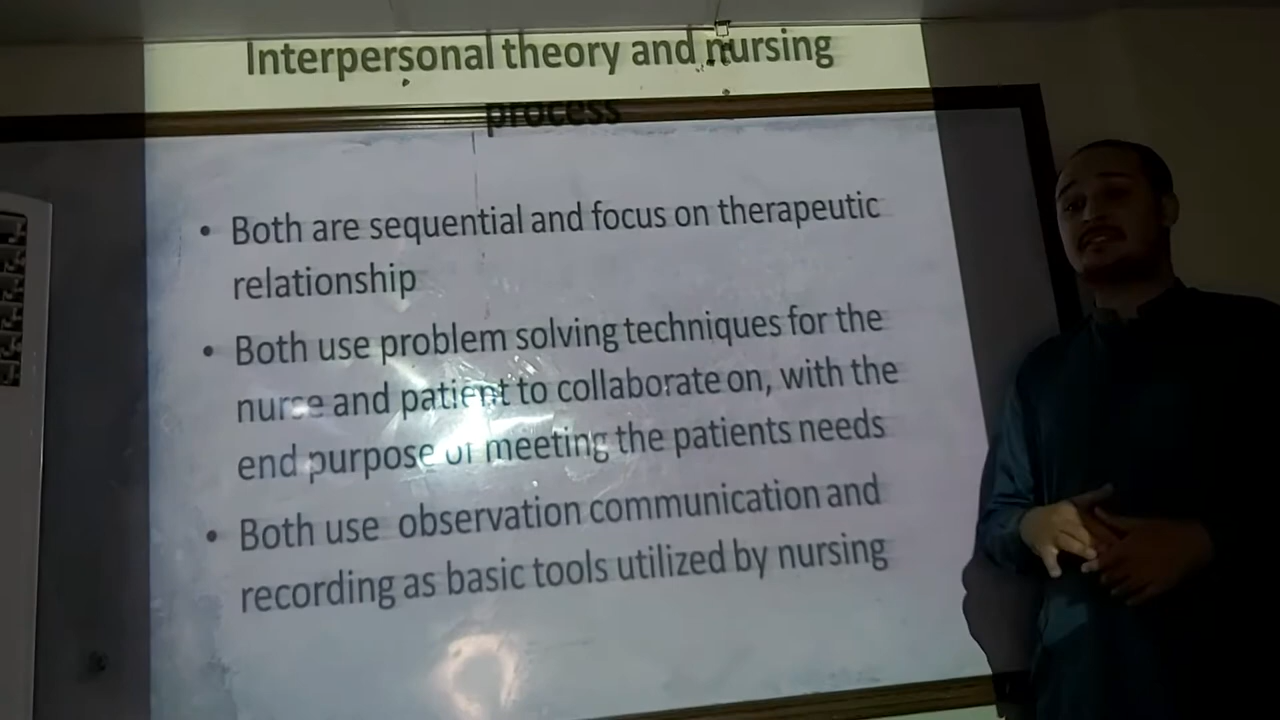 Interpersonal theory and nursing
process
• Both are sequential and focus on therapeutic
relationship
• Both use problem solving techniques for the
nurse and patient to collaborate on, with the
end purpose of meeting the patients needs
• Both use observation communication and
recording as basic tools utilized by nursing